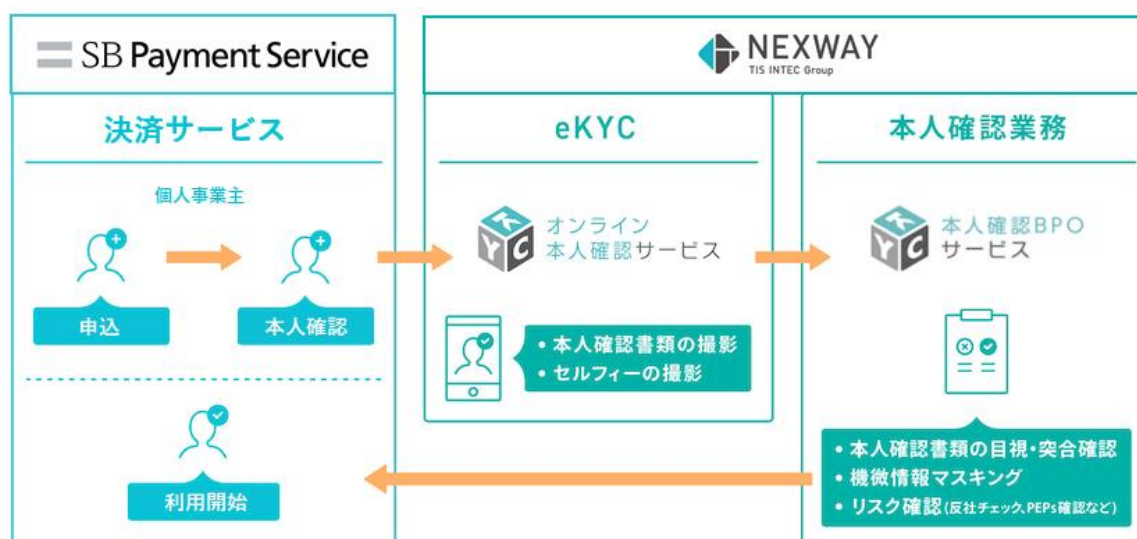 SB Payment Service
NEXWAY
TIS INTEC Group
決済サービス
個人事業主
申込
本人確認
利用開始
eKYC
KYC
オンライン
本人確認サービス
• 本人確認書類の撮影
• セルフィーの撮影
本人確認業務
KYC
本人確認BPO
サービス
• 本人確認書類の目視・突合確認
• 機微情報マスキング
• リスク確認(反社チェック、PEPs確認など)